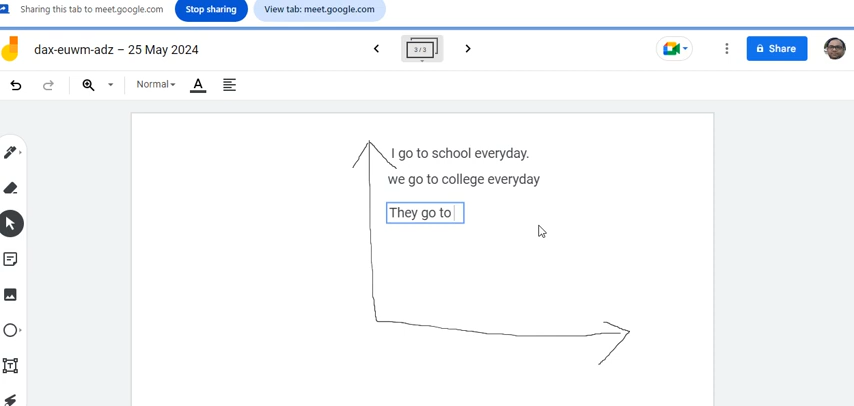 Sharing this tab to meet.google.com
Stop sharing
View tab: meet.google.com
dax-euwm-adz – 25 May 2024
3/3
Share
Normal
A
I go to school everyday.
we go to college everyday
They go to